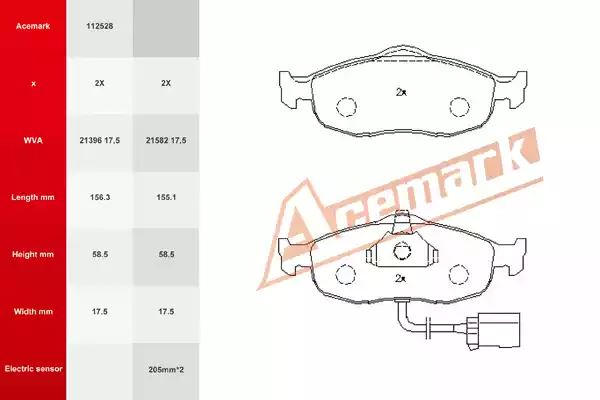 Acemark 112528
x 2X 2X
WVA 21396 17,5 21582 17,5
Length mm 156.3 155.1
Height mm 58.5 58.5
Width mm 17.5 17.5
Electric sensor 205mm*2
2x
Acemark
2x